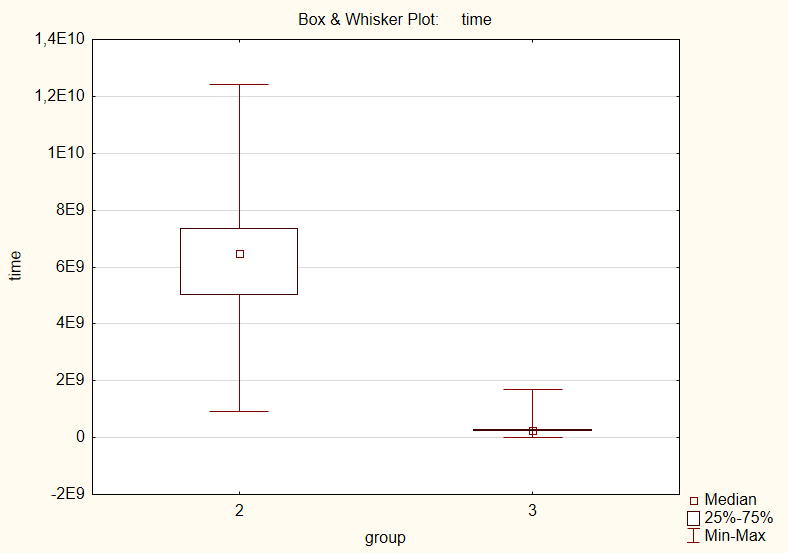 Box & Whisker Plot: time
1,4E10
1,2E10
1E10
8E9
6E9
4E9
2E9
0
-2E9
time
2 3
group
Median
25%-75%
Min-Max